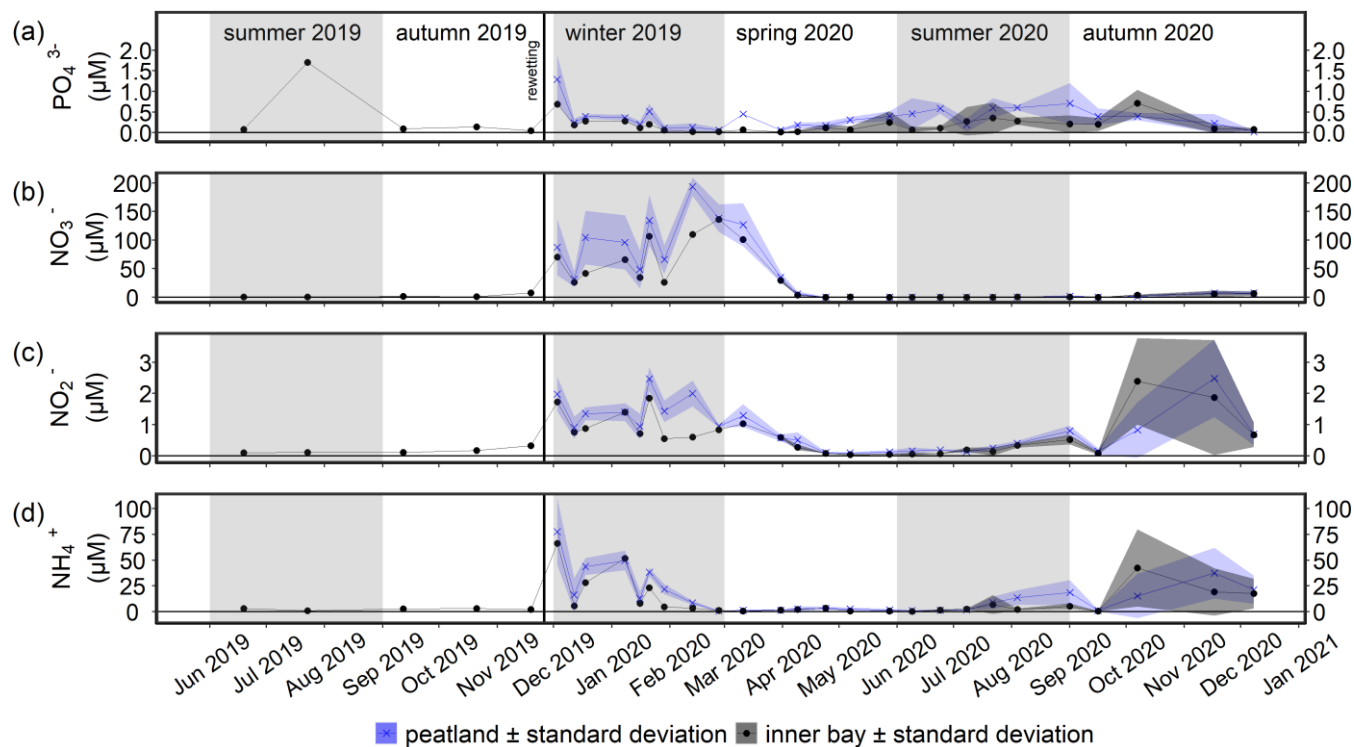 summer 2019 autumn 2019 rewetting winter 2019 spring 2020 summer 2020 autumn 2020
(a) PO₄³⁻ (µM)
2.0 2.0
1.5 1.5
1.0 1.0
0.5 0.5
0.0 0.0
(b) NO₃⁻ (µM)
200 200
150 150
100 100
50 50
0 0
(c) NO₂⁻ (µM)
3 3
2 2
1 1
0 0
(d) NH₄⁺ (µM)
100 100
75 75
50 50
25 25
0 0
Jun 2019 Jul 2019 Aug 2019 Sep 2019 Oct 2019 Nov 2019 Dec 2019 Jan 2020 Feb 2020 Mar 2020 Apr 2020 May 2020 Jun 2020 Jul 2020 Aug 2020 Sep 2020 Oct 2020 Nov 2020 Dec 2020 Jan 2021
peatland ± standard deviation inner bay ± standard deviation